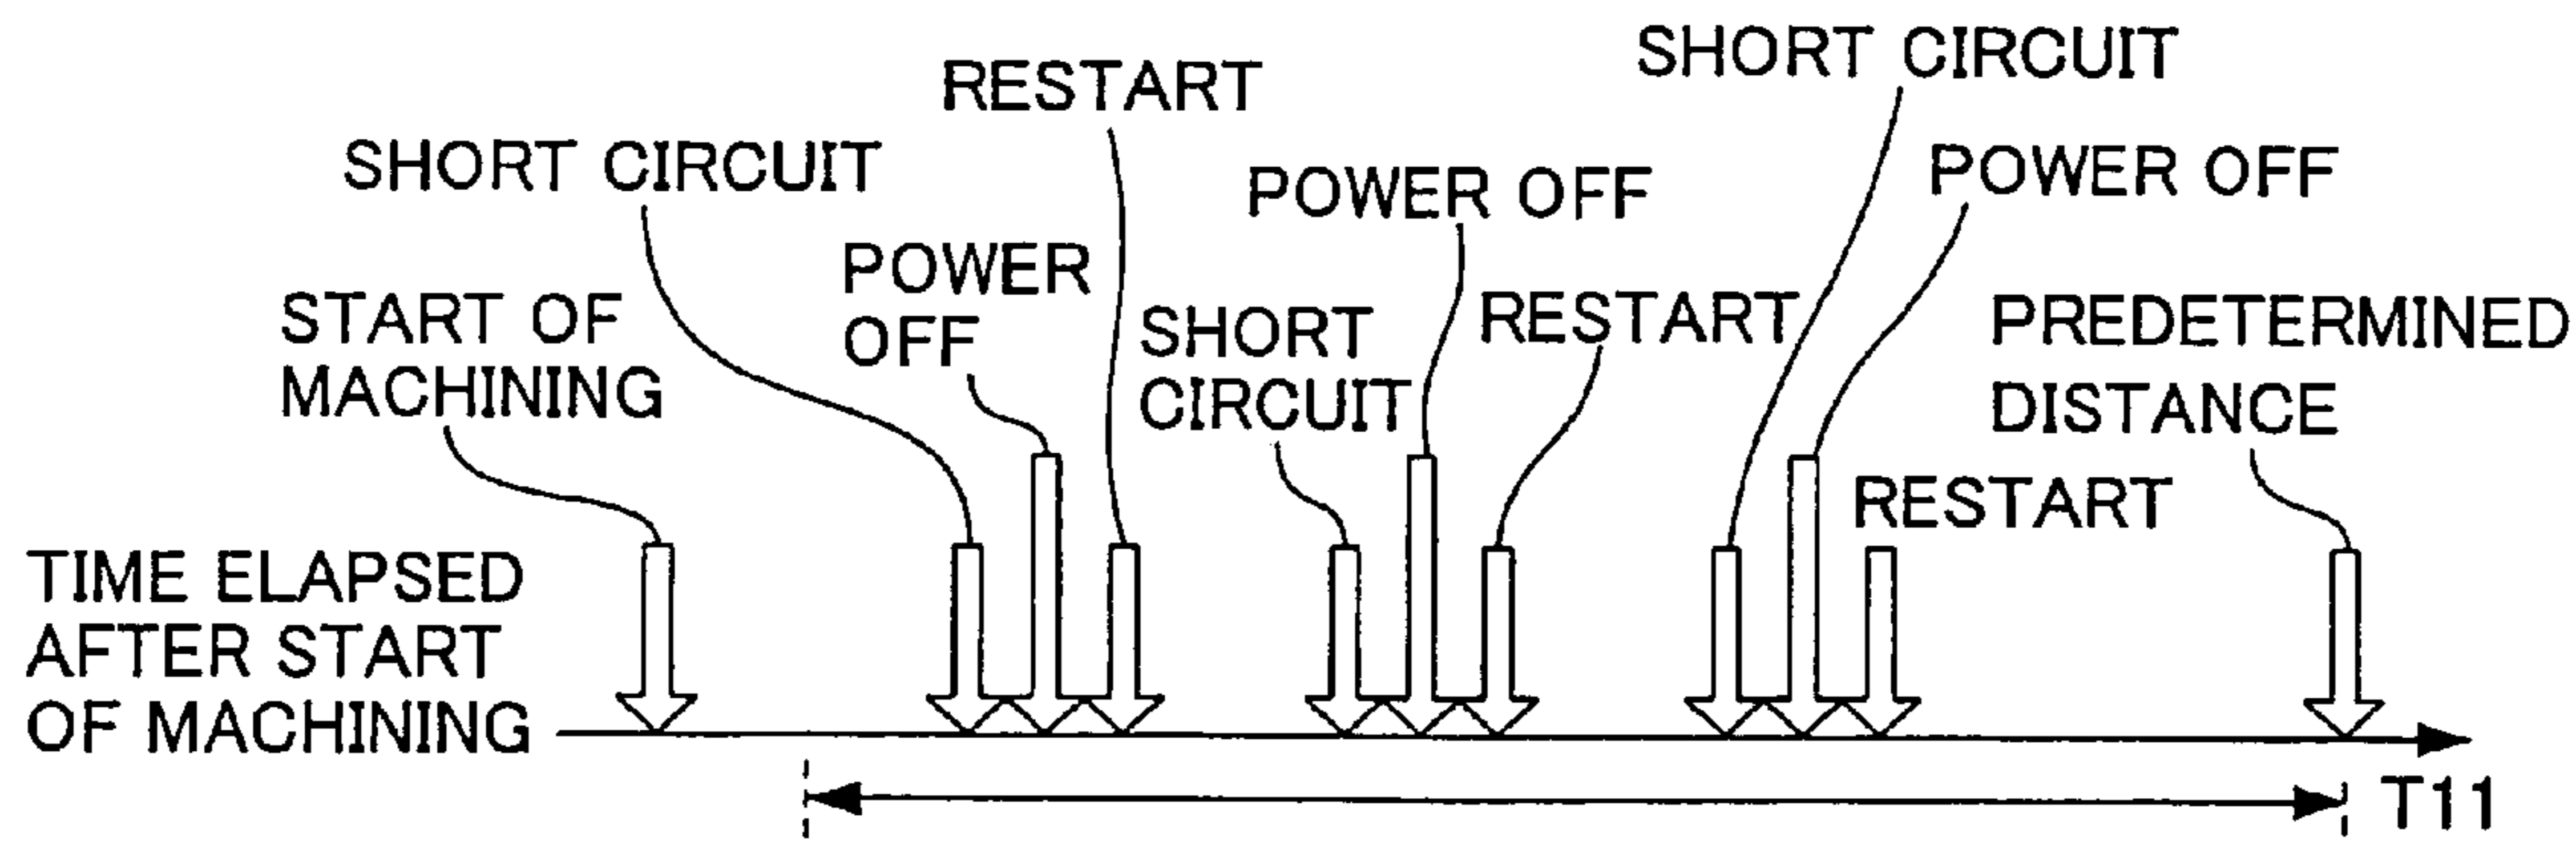 SHORT CIRCUIT
RESTART
SHORT CIRCUIT
POWER OFF
POWER OFF
POWER
OFF
START OF
MACHINING
SHORT
CIRCUIT
RESTART
PREDETERMINED
DISTANCE
RESTART
TIME ELAPSED
AFTER START
OF MACHINING
T11